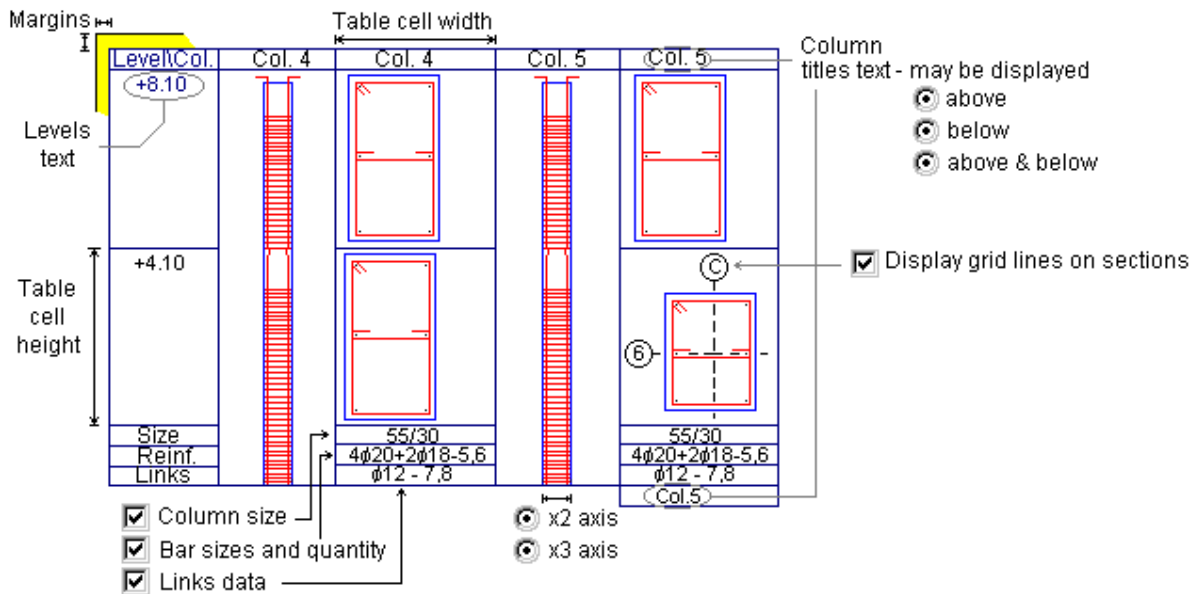 Margins
Table cell width
Level\Col.
Col. 4
Col. 4
Col. 5
Col. 5
Column
titles text - may be displayed
above
below
above & below
+8.10
Levels
text
+4.10
C
Display grid lines on sections
Table
cell
height
6
Size
55/30
55/30
Reinf.
4ϕ20+2ϕ18-5,6
4ϕ20+2ϕ18-5,6
Links
ϕ12 - 7,8
ϕ12 - 7,8
Col.5
Column size
x2 axis
Bar sizes and quantity
x3 axis
Links data